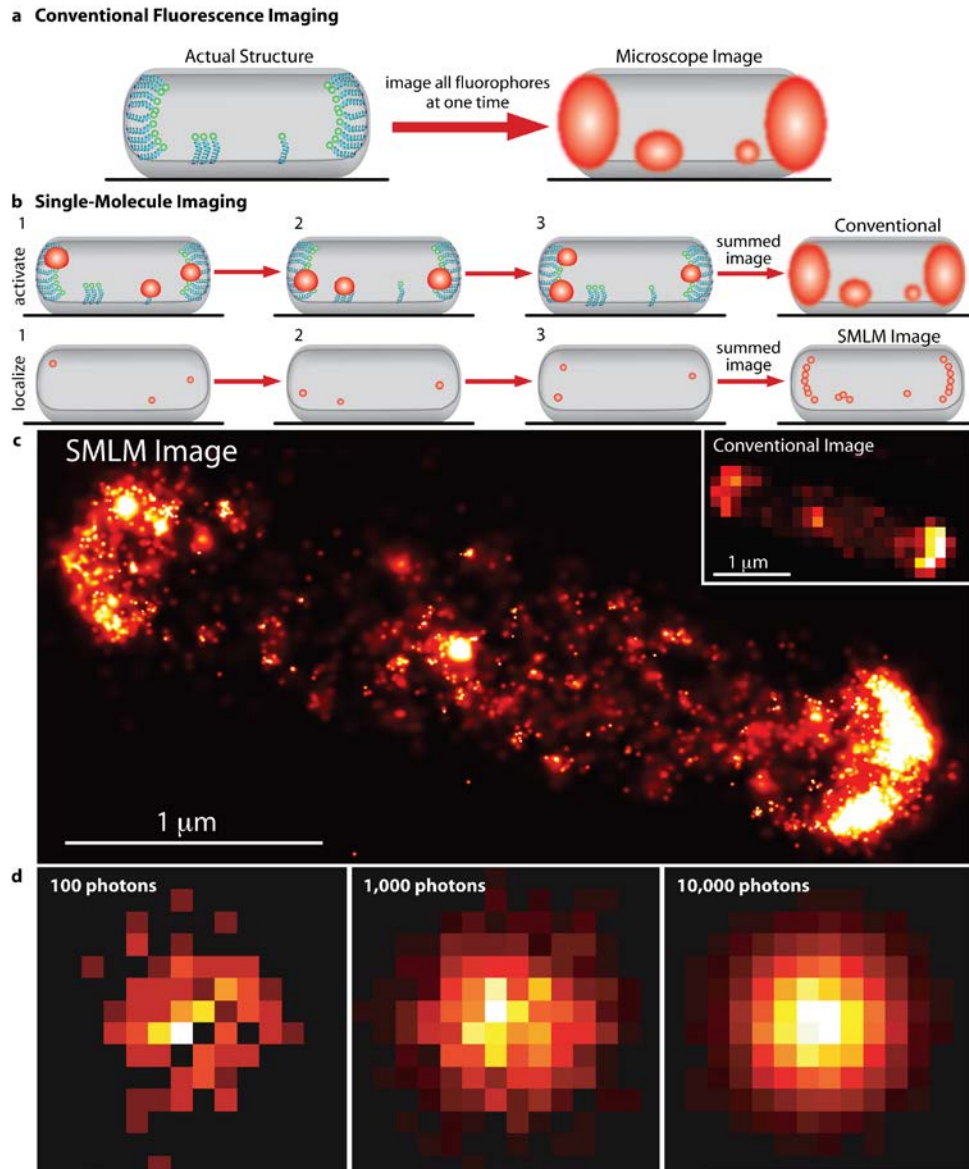 a Conventional Fluorescence Imaging
Actual Structure
image all fluorophores
at one time
Microscope Image
b Single-Molecule Imaging
activate
1
2
3
summed
image
Conventional
localize
1
2
3
summed
image
SMLM Image
c
SMLM Image
1 μm
Conventional Image
1 μm
d
100 photons
1,000 photons
10,000 photons